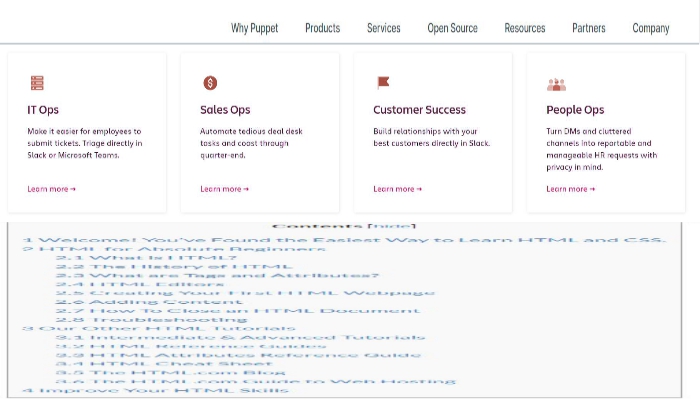 Why Puppet Products Services Open Source Resources Partners Company
IT Ops
Make it easier for employees to
submit tickets. Triage directly in
Slack or Microsoft Teams.
Learn more →
Sales Ops
Automate tedious deal desk
tasks and coast through
quarter-end.
Learn more →
Customer Success
Build relationships with your
best customers directly in Slack.
Learn more →
People Ops
Turn DMs and cluttered
channels into reportable and
manageable HR requests with
privacy in mind.
Learn more →
Contents [hide]
1 Welcome! You've Found the Easiest Way to Learn HTML and CSS.
2 HTML for Absolute Beginners
2.1 What Is HTML?
2.2 The History of HTML
2.3 What are Tags and Attributes?
2.4 HTML Editors
2.5 Creating Your First HTML Webpage
2.6 Adding Content
2.7 How To Close an HTML Document
2.8 Troubleshooting
3 Our Other HTML Tutorials
3.1 Intermediate & Advanced Tutorials
3.2 HTML Reference Guides
3.3 HTML Attributes Reference Guide
3.4 HTML Cheat Sheet
3.5 The HTML.com Blog
3.6 The HTML.com Guide to Web Hosting
4 Improve Your HTML Skills